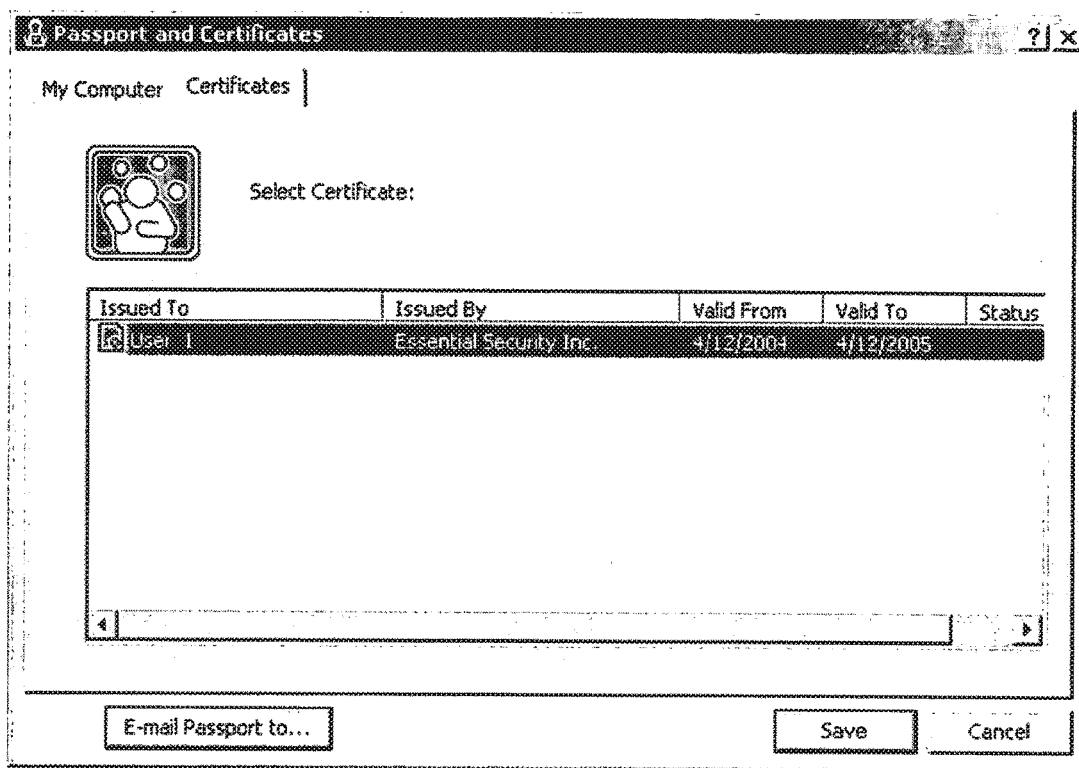 Passport and Certificates ? ×
My Computer Certificates
Select Certificate:
Issued To Issued By Valid From Valid To Status
User 1 Essential Security Inc. 4/12/2004 4/12/2005
E-mail Passport to... Save Cancel